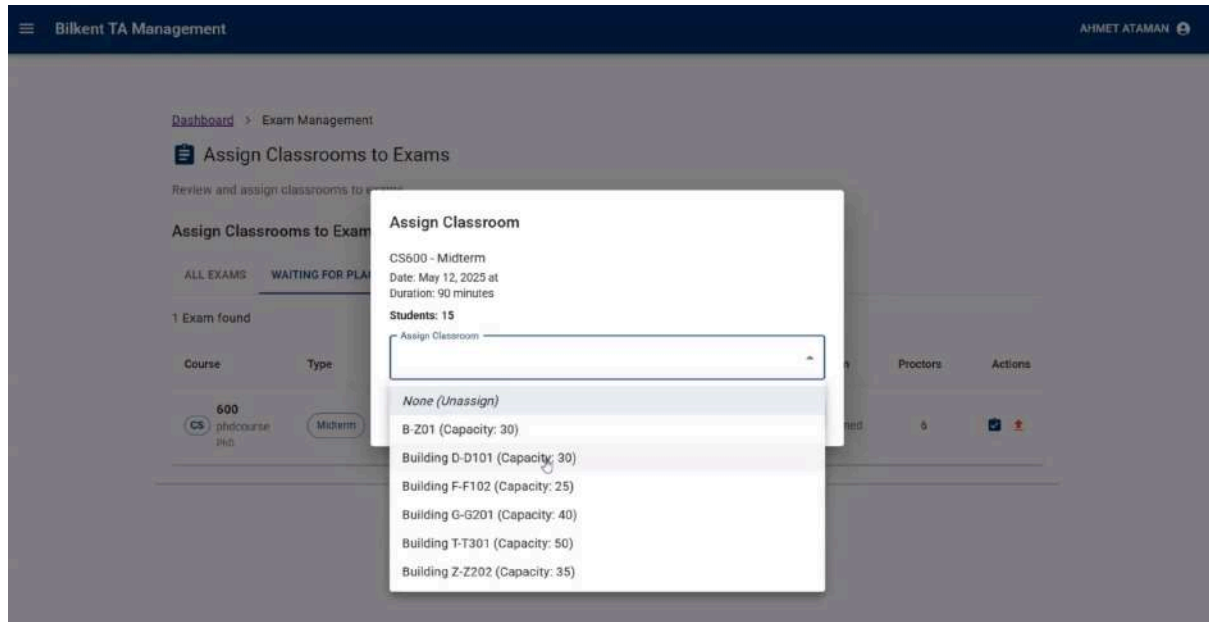 Bilkent TA Management
AHMET ATAMAN
Dashboard > Exam Management
Assign Classrooms to Exams
Review and assign classrooms to
Assign Classrooms to Exam
ALL EXAMS WAITING FOR PLA
1 Exam found
Course Type Proctors Actions
600
CS phdcourse Midterm 6
PhD
Assign Classroom
CS600 - Midterm
Date: May 12, 2025 at
Duration: 90 minutes
Students: 15
Assign Classroom
None (Unassign)
B-Z01 (Capacity: 30)
Building D-D101 (Capacity: 30)
Building F-F102 (Capacity: 25)
Building G-G201 (Capacity: 40)
Building T-T301 (Capacity: 50)
Building Z-Z202 (Capacity: 35)